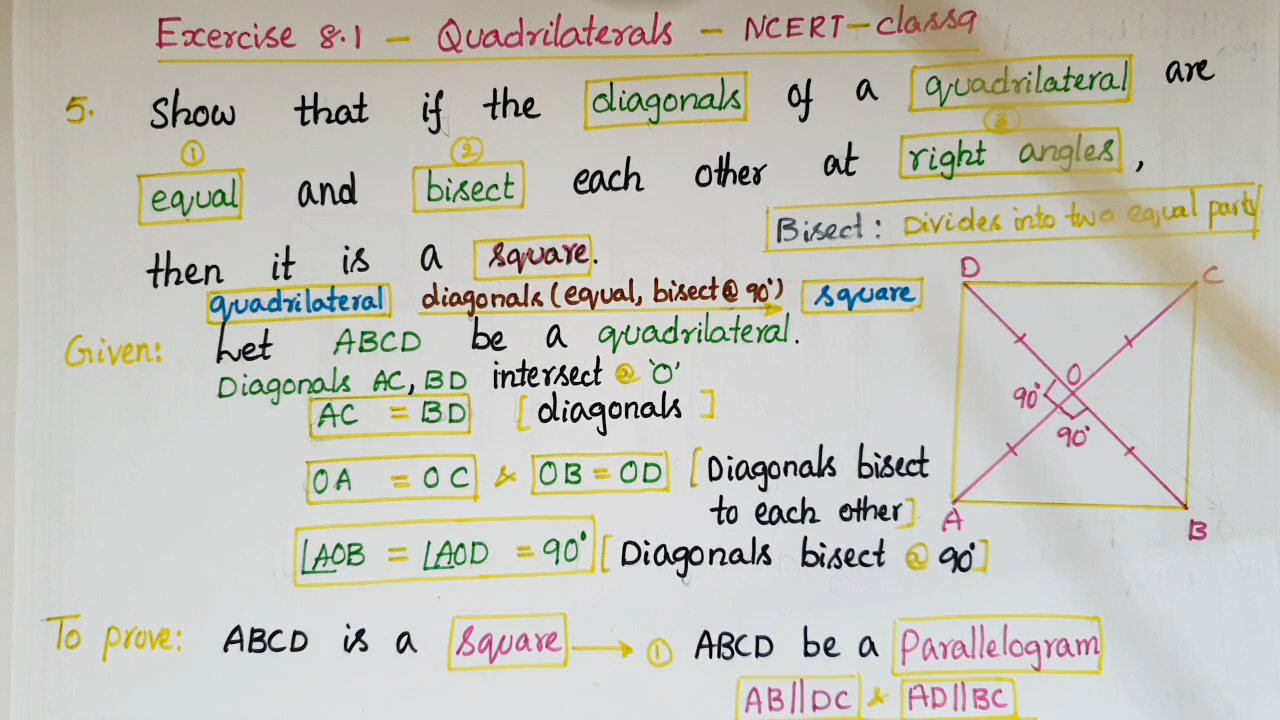 Exercise 8.1 - Quadrilaterals - NCERT-class9
5. Show that if the diagonals of a quadrilateral are
① ② ③
equal and bisect each other at right angles,
Bisect: Divides into two equal party
then it is a square.
quadrilateral diagonals (equal, bisect @ 90°) square
Given: Let ABCD be a quadrilateral.
Diagonals AC, BD intersect @ 'O'
AC = BD [diagonals]
OA = OC & OB = OD [Diagonals bisect
to each other]
∠AOB = ∠AOD = 90° [Diagonals bisect @ 90°]
D C
O
90°
90°
A B
To prove: ABCD is a square → ① ABCD be a Parallelogram
AB||DC & AD||BC